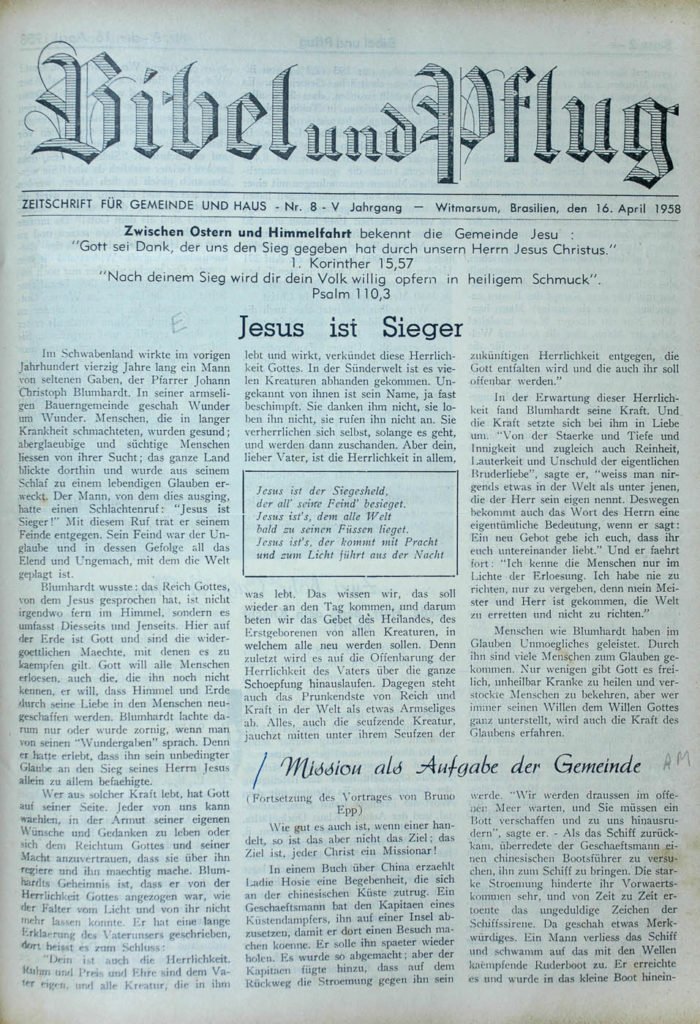 Bibel und Pflug
ZEITSCHRIFT FÜR GEMEINDE UND HAUS - Nr. 8 - V Jahrgang — Witmarsum, Brasilien, den 16. April 1958
Zwischen Ostern und Himmelfahrt bekennt die Gemeinde Jesu :
"Gott sei Dank, der uns den Sieg gegeben hat durch unsern Herrn Jesus Christus."
1. Korinther 15,57
"Nach deinem Sieg wird dir dein Volk willig opfern in heiligem Schmuck".
Psalm 110,3
E
Jesus ist Sieger
Im Schwabenland wirkte im vorigen
Jahrhundert vierzig Jahre lang ein Mann
von seltenen Gaben, der Pfarrer Johann
Christoph Blumhardt. In seiner armseli-
gen Bauerngemeinde geschah Wunder
um Wunder. Menschen, die in langer
Krankheit schmachteten, wurden gesund;
aberglaeubige und süchtige Menschen
liessen von ihrer Sucht; das ganze Land
blickte dorthin und wurde aus seinem
Schlaf zu einem lebendigen Glauben er-
weckt. Der Mann, von dem dies ausging,
hatte einen Schlachtenruf: "Jesus ist
Sieger!" Mit diesem Ruf trat er seinem
Feinde entgegen. Sein Feind war der Un-
glaube und in dessen Gefolge all das
Elend und Ungemach, mit dem die Welt
geplagt ist.
Blumhardt wusste: das Reich Gottes,
von dem Jesus gesprochen hat, ist nicht
irgendwo fern im Himmel, sondern es
umfasst Diesseits und Jenseits. Hier auf
der Erde ist Gott und sind die wider-
goettlichen Maechte, mit denen es zu
kaempfen gilt. Gott will alle Menschen
erloesen, auch die, die ihn noch nicht
kennen, er will, dass Himmel und Erde
durch seine Liebe in den Menschen neu-
geschaffen werden. Blumhardt lachte da-
rum nur oder wurde zornig, wenn man
von seinen "Wundergaben" sprach. Denn
er hatte erlebt, dass ihn sein unbedingter
Glaube an den Sieg seines Herrn Jesus
allein zu allem befaehigte.
Wer aus solcher Kraft lebt, hat Gott
auf seiner Seite. Jeder von uns kann
waehlen, in der Armut seiner eigenen
Wünsche und Gedanken zu leben oder
sich dem Reichtum Gottes und seiner
Macht anzuvertrauen, dass sie über ihn
regiere und ihn maechtig mache. Blum-
hardts Geheimnis ist, dass er von der
Herrlichkeit Gottes angezogen war, wie
der Falter vom Licht und von ihr nicht
mehr lassen konnte. Er hat eine lange
Erklaerung des Vaterunsers geschrieben,
dort heisst es zum Schluss:
"Dein ist auch die Herrlichkeit.
Ruhm und Preis und Ehre sind dem Va-
ter eigen, und alle Kreatur, die in ihm
lebt und wirkt, verkündet diese Herrlich-
keit Gottes. In der Sünderwelt ist es vie-
len Kreaturen abhanden gekommen. Un-
gekannt von ihnen ist sein Name, ja fast
beschimpft. Sie danken ihm nicht, sie lo-
ben ihn nicht, sie rufen ihn nicht an. Sie
verherrlichen sich selbst, solange es geht,
und werden dann zuschanden. Aber dein,
lieber Vater, ist die Herrlichkeit in allem,
Jesus ist der Siegesheld,
der all' seine Feind' besieget.
Jesus ist's, dem alle Welt
bald zu seinen Füssen lieget.
Jesus ist's, der kommt mit Pracht
und zum Licht führt aus der Nacht
was lebt. Das wissen wir, das soll
wieder an den Tag kommen, und darum
beten wir das Gebet des Heilandes, des
Erstgeborenen von allen Kreaturen, in
welchem alle neu werden sollen. Denn
zuletzt wird es auf die Offenbarung der
Herrlichkeit des Vaters über die ganze
Schoepfung hinauslaufen. Dagegen steht
auch das Prunkendste von Reich und
Kraft in der Welt als etwas Armseliges
ab. Alles, auch die seufzende Kreatur,
jauchzt mitten unter ihrem Seufzen der
zukünftigen Herrlichkeit entgegen, die
Gott entfalten wird und die auch ihr soll
offenbar werden."
In der Erwartung dieser Herrlich-
keit fand Blumhardt seine Kraft. Und
die Kraft setzte sich bei ihm in Liebe
um. "Von der Staerke und Tiefe und
Innigkeit und zugleich auch Reinheit,
Lauterkeit und Unschuld der eigentlichen
Bruderliebe", sagte er, "weiss man nir-
gends etwas in der Welt als unter jenen,
die der Herr sein eigen nennt. Deswegen
bekommt auch das Wort des Herrn eine
eigentümliche Bedeutung, wenn er sagt:
Ein neu Gebot gebe ich euch, dass ihr
euch untereinander liebt." Und er faehrt
fort: "Ich kenne die Menschen nur im
Lichte der Erloesung. Ich habe nie zu
richten, nur zu vergeben, denn mein Mei-
ster und Herr ist gekommen, die Welt
zu erretten und nicht zu richten."
Menschen wie Blumhardt haben im
Glauben Unmoegliches geleistet. Durch
ihn sind viele Menschen zum Glauben ge-
kommen. Nur wenigen gibt Gott es frei-
lich, unheilbar Kranke zu heilen und ver-
stockte Menschen zu bekehren, aber wer
immer seinen Willen dem Willen Gottes
ganz unterstellt, wird auch die Kraft des
Glaubens erfahren.
Mission als Aufgabe der Gemeinde
AM
(Fortsetzung des Vortrages von Bruno
Epp)
Wie gut es auch ist, wenn einer han-
delt, so ist das aber nicht das Ziel; das
Ziel ist, jeder Christ ein Missionar!
In einem Buch über China erzaehlt
Ladie Hosie eine Begebenheit, die sich
an der chinesischen Küste zutrug. Ein
Geschaeftsmann bat den Kapitaen eines
Küstendampfers, ihn auf einer Insel ab-
zusetzen, damit er dort einen Besuch ma-
chen koenne. Er solle ihn spaeter wieder
holen. Es wurde so abgemacht; aber der
Kapitaen fügte hinzu, dass auf dem
Rückweg die Stroemung gegen ihn sein
werde. "Wir werden draussen im offe-
nen Meer warten, und Sie müssen ein
Bott verschaffen und zu uns hinausru-
dern", sagte er. - Als das Schiff zurück-
kam, überredete der Geschaeftsmann ei-
nen chinesischen Bootsführer zu versu-
chen, ihn zum Schiff zu bringen. Die star-
ke Stroemung hinderte ihr Vorwaerts-
kommen sehr, und von Zeit zu Zeit er-
toente das ungeduldige Zeichen der
Schiffssirene. Da geschah etwas Merk-
würdiges. Ein Mann verliess das Schiff
und schwamm auf das mit den Wellen
kaempfende Ruderboot zu. Er erreichte
es und wurde in das kleine Boot hinein-